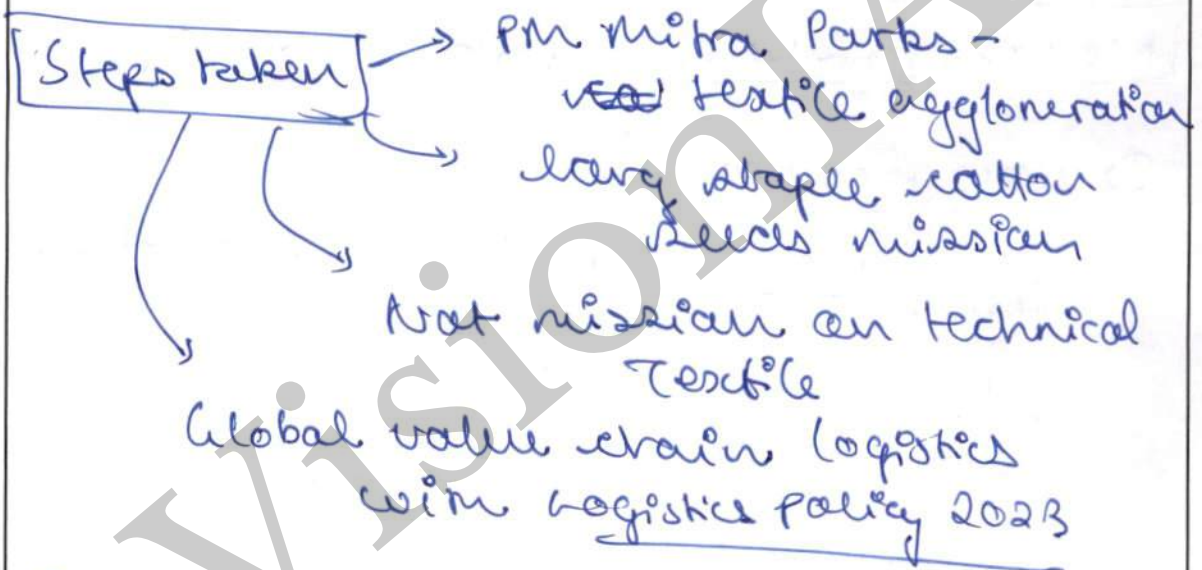 Steps taken
PM Mitra Parks -
textile agglomeration
long staple cotton
seeds mission
Nat mission on technical
Textile
Global value chain logistics
with Logistics policy 2023
VisionIA